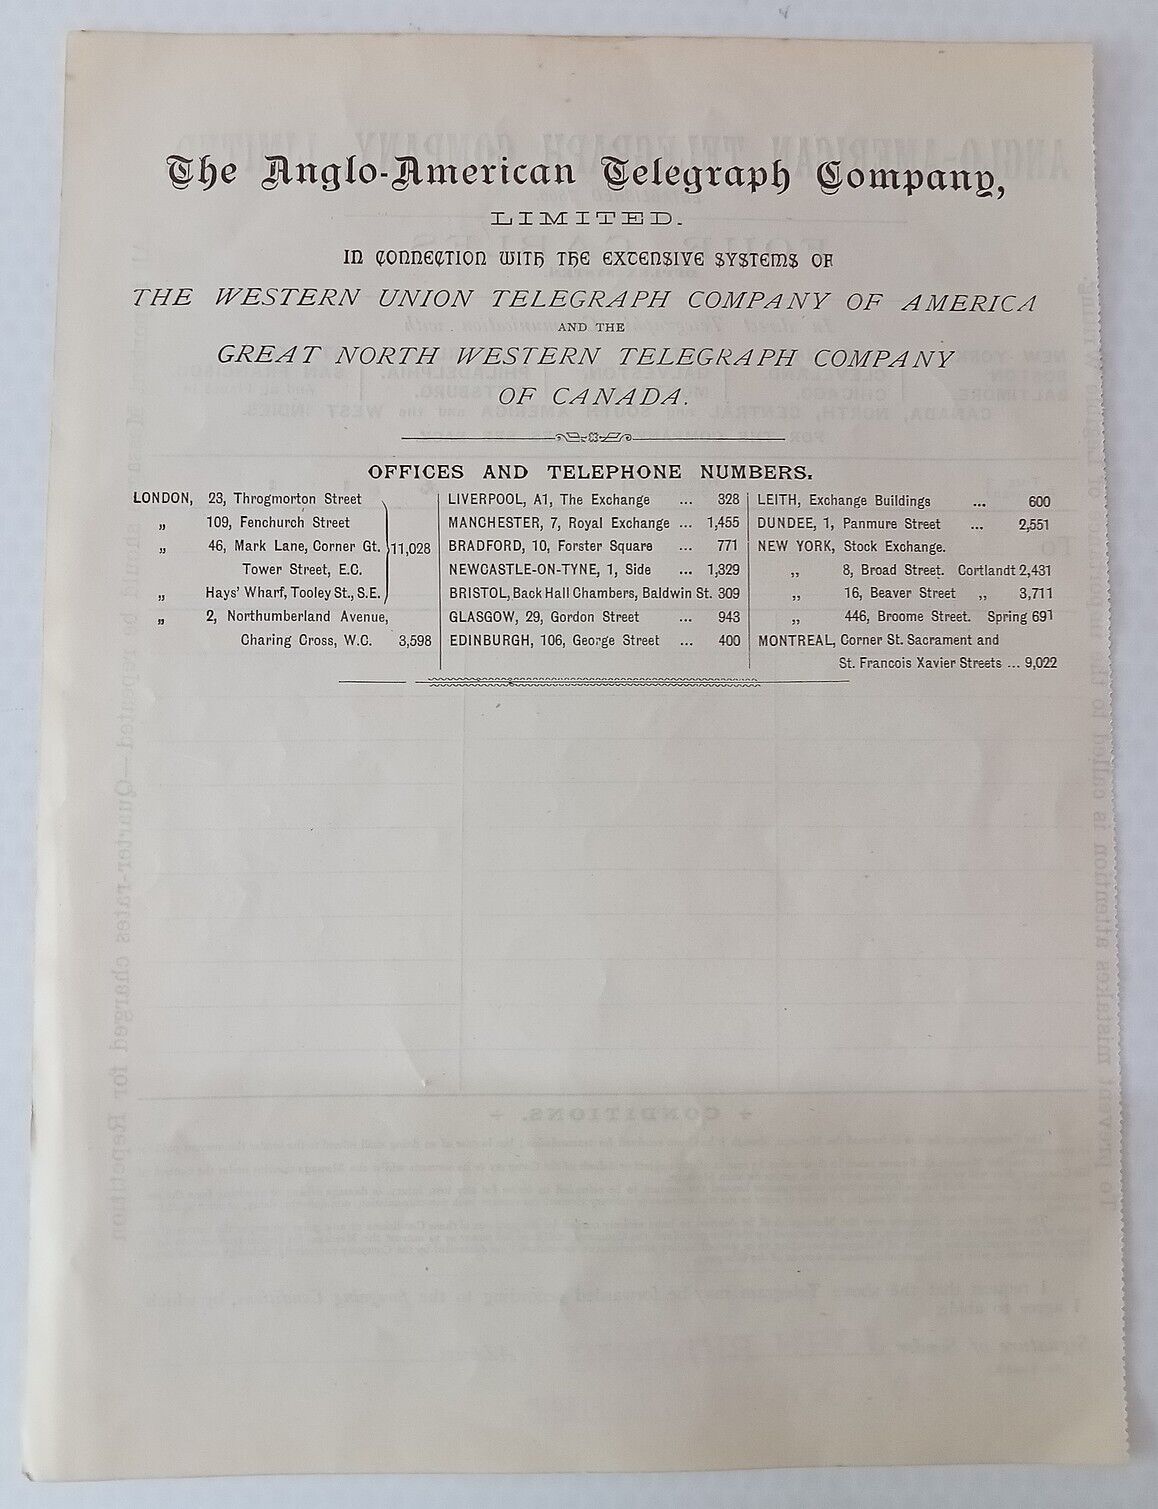 The Anglo-American Telegraph Company,
LIMITED.
IN CONNECTION WITH THE EXTENSIVE SYSTEMS OF
THE WESTERN UNION TELEGRAPH COMPANY OF AMERICA
AND THE
GREAT NORTH WESTERN TELEGRAPH COMPANY
OF CANADA.
OFFICES AND TELEPHONE NUMBERS.
LONDON, 23, Throgmorton Street
„ 109, Fenchurch Street
„ 46, Mark Lane, Corner Gt. 11,028
Tower Street, E.C.
„ Hays' Wharf, Tooley St., S.E.
„ 2, Northumberland Avenue,
Charing Cross, W.C. 3,598
LIVERPOOL, A1, The Exchange ... 328
MANCHESTER, 7, Royal Exchange ... 1,455
BRADFORD, 10, Forster Square ... 771
NEWCASTLE-ON-TYNE, 1, Side ... 1,329
BRISTOL, Back Hall Chambers, Baldwin St. 309
GLASGOW, 29, Gordon Street ... 943
EDINBURGH, 106, George Street ... 400
LEITH, Exchange Buildings ... 600
DUNDEE, 1, Panmure Street ... 2,551
NEW YORK, Stock Exchange.
„ 8, Broad Street. Cortlandt 2,431
„ 16, Beaver Street „ 3,711
„ 446, Broome Street. Spring 691
MONTREAL, Corner St. Sacrament and
St. Francois Xavier Streets ... 9,022